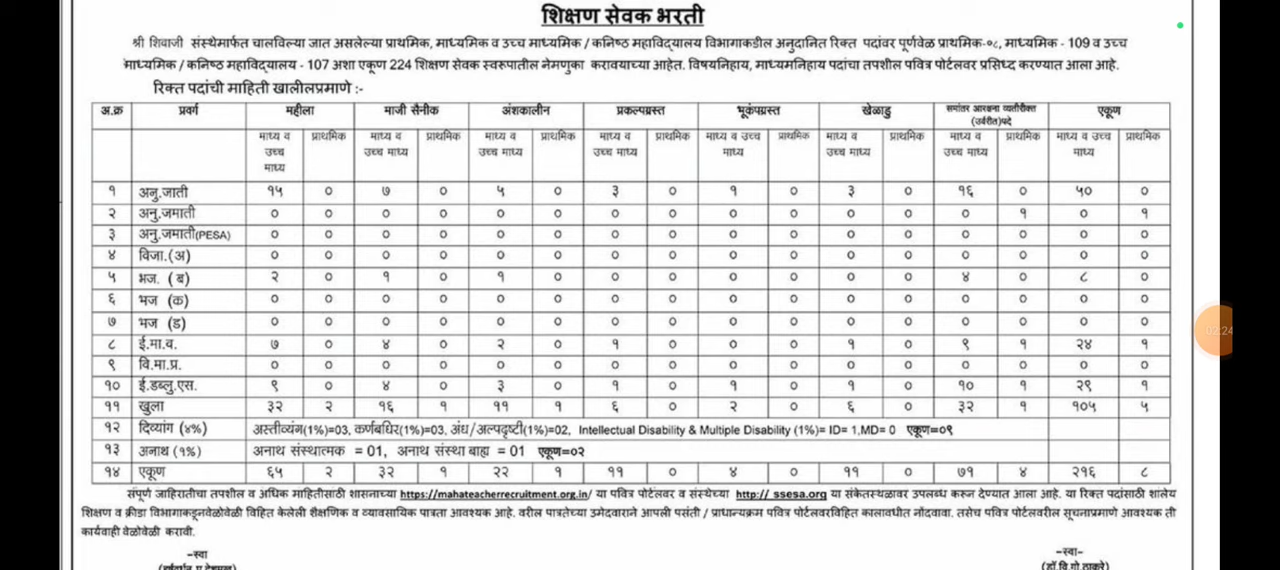 शिक्षण सेवक भरती
श्री शिवाजी संस्थेमार्फत चालविल्या जात असलेल्या प्राथमिक, माध्यमिक व उच्च माध्यमिक / कनिष्ठ महाविद्यालय विभागाकडील अनुदानित रिक्त पदांवर पूर्णवेळ प्राथमिक-०८, माध्यमिक - 109 व उच्च
माध्यमिक / कनिष्ठ महाविद्यालय - 107 अशा एकूण 224 शिक्षण सेवक स्वरूपातील नेमणुका करावयाच्या आहेत. विषयनिहाय, माध्यमनिहाय पदांचा तपशील पवित्र पोर्टलवर प्रसिध्द करण्यात आला आहे.
रिक्त पदांची माहिती खालीलप्रमाणे :-
अ.क्र प्रवर्ग महीला माजी सैनीक अंशकालीन प्रकल्पग्रस्त भूकंपग्रस्त खेळाडु समांतर आरक्षना व्यतीरीक्त (उर्वरीत)पदे एकूण
माध्य व उच्च माध्य प्राथमिक माध्य व उच्च माध्य प्राथमिक माध्य व उच्च माध्य प्राथमिक माध्य व उच्च माध्य प्राथमिक माध्य व उच्च माध्य प्राथमिक माध्य व उच्च माध्य प्राथमिक माध्य व उच्च माध्य प्राथमिक माध्य व उच्च माध्य प्राथमिक
१ अनु.जाती १५ ० ७ ० ५ ० ३ ० १ ० ३ ० १६ ० ५० ०
२ अनु.जमाती ० ० ० ० ० ० ० ० ० ० ० ० ० १ ० १
३ अनु.जमाती(PESA) ० ० ० ० ० ० ० ० ० ० ० ० ० ० ० ०
४ विजा.(अ) ० ० ० ० ० ० ० ० ० ० ० ० ० ० ० ०
५ भज. (ब) २ ० १ ० १ ० ० ० ० ० ० ० ४ ० ८ ०
६ भज (क) ० ० ० ० ० ० ० ० ० ० ० ० ० ० ० ०
७ भज (ड) ० ० ० ० ० ० ० ० ० ० ० ० ० ० ० ०
८ ई.मा.व. ७ ० ४ ० २ ० १ ० ० ० १ ० ९ १ २४ १
९ वि.मा.प्र. ० ० ० ० ० ० ० ० ० ० ० ० ० ० ० ०
१० ई.डब्लु.एस. ९ ० ४ ० ३ ० १ ० १ ० १ ० १० १ २९ १
११ खुला ३२ २ १६ १ ११ १ ६ ० २ ० ६ ० ३२ १ १०५ ५
१२ दिव्यांग (४%) अस्तीव्यंग(1%)=03, कर्णबधिर(1%)=03, अंध/अल्पदृष्टी(1%)=02, Intellectual Disability & Multiple Disability (1%)= ID= 1,MD= 0 एकूण=०९
१३ अनाथ (१%) अनाथ संस्थात्मक = 01, अनाथ संस्था बाह्य = 01 एकूण=०२
१४ एकूण ६५ २ ३२ १ २२ १ ११ ० ४ ० ११ ० ७१ ४ २१६ ८
संपूर्ण जाहिरातीचा तपशील व अधिक माहितीसाठी शासनाच्या https://mahateacherrecruitment.org.in/ या पवित्र पोर्टलवर व संस्थेच्या http:// ssesa.org या संकेतस्थळावर उपलब्ध करून देण्यात आला आहे. या रिक्त पदांसाठी शालेय
शिक्षण व क्रीडा विभागाकडूनवेळोवेळी विहित केलेली शैक्षणिक व व्यावसायिक पात्रता आवश्यक आहे. वरील पात्रतेच्या उमेदवाराने आपली पसंती / प्राधान्यक्रम पवित्र पोर्टलवरविहित कालावधीत नोंदवावा. तसेच पवित्र पोर्टलवरील सूचनाप्रमाणे आवश्यक ती
कार्यवाही वेळोवेळी करावी.
-स्वा -स्वा-
(हर्षवर्धन प देशमुख) (डॉ.वि.गो.ठाकरे)
02:24